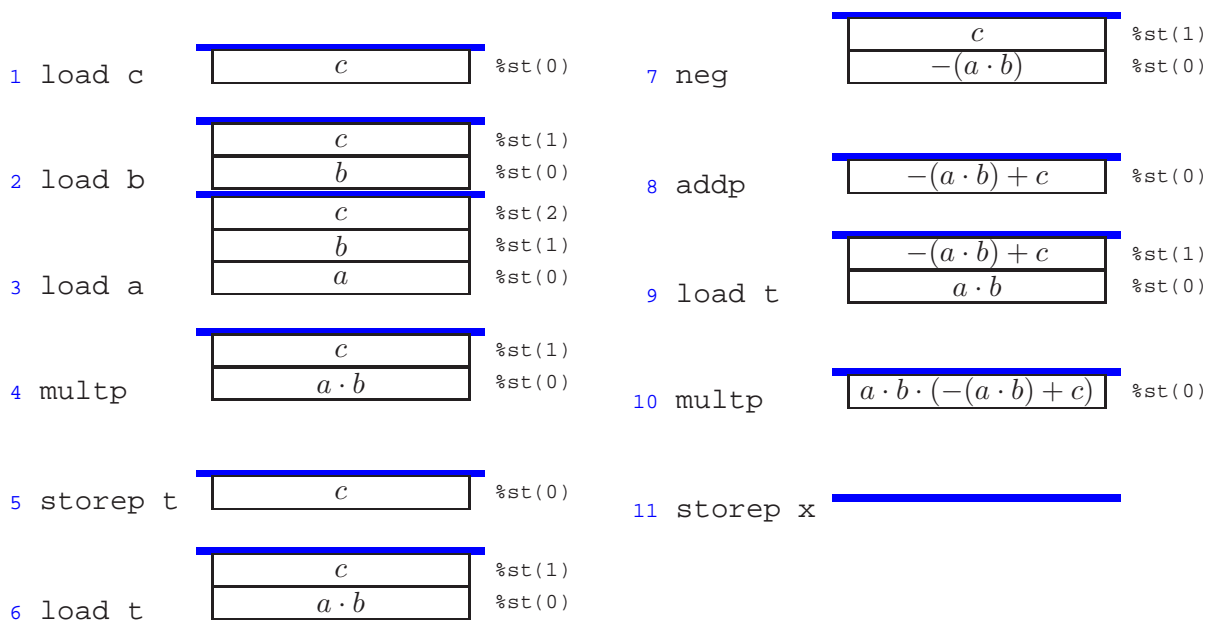 c %st(0)
1 load c
c %st(1)
b %st(0)
2 load b
c %st(2)
b %st(1)
a %st(0)
3 load a
c %st(1)
a · b %st(0)
4 multp
c %st(0)
5 storep t
c %st(1)
a · b %st(0)
6 load t
c %st(1)
−(a · b) %st(0)
7 neg
−(a · b) + c %st(0)
8 addp
−(a · b) + c %st(1)
a · b %st(0)
9 load t
a · b · (−(a · b) + c) %st(0)
10 multp
11 storep x